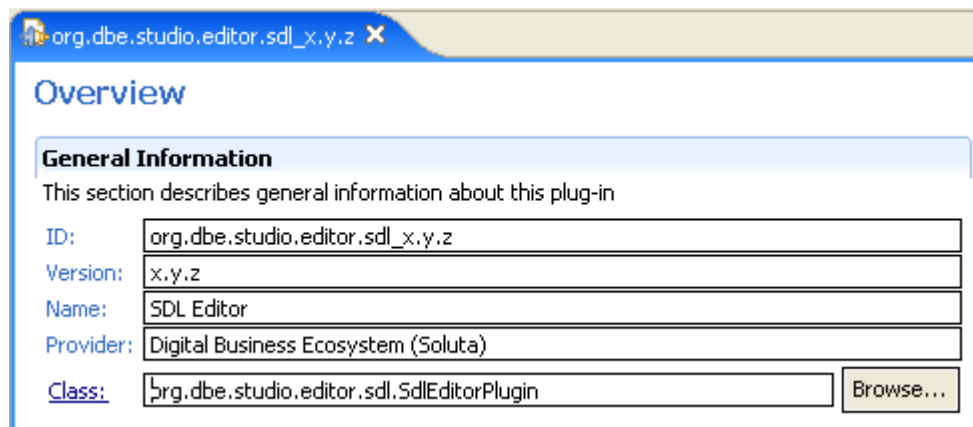 org.dbe.studio.editor.sdl_x.y.z
Overview
General Information
This section describes general information about this plug-in
ID: org.dbe.studio.editor.sdl_x.y.z
Version: x.y.z
Name: SDL Editor
Provider: Digital Business Ecosystem (Soluta)
Class: org.dbe.studio.editor.sdl.SdlEditorPlugin Browse...